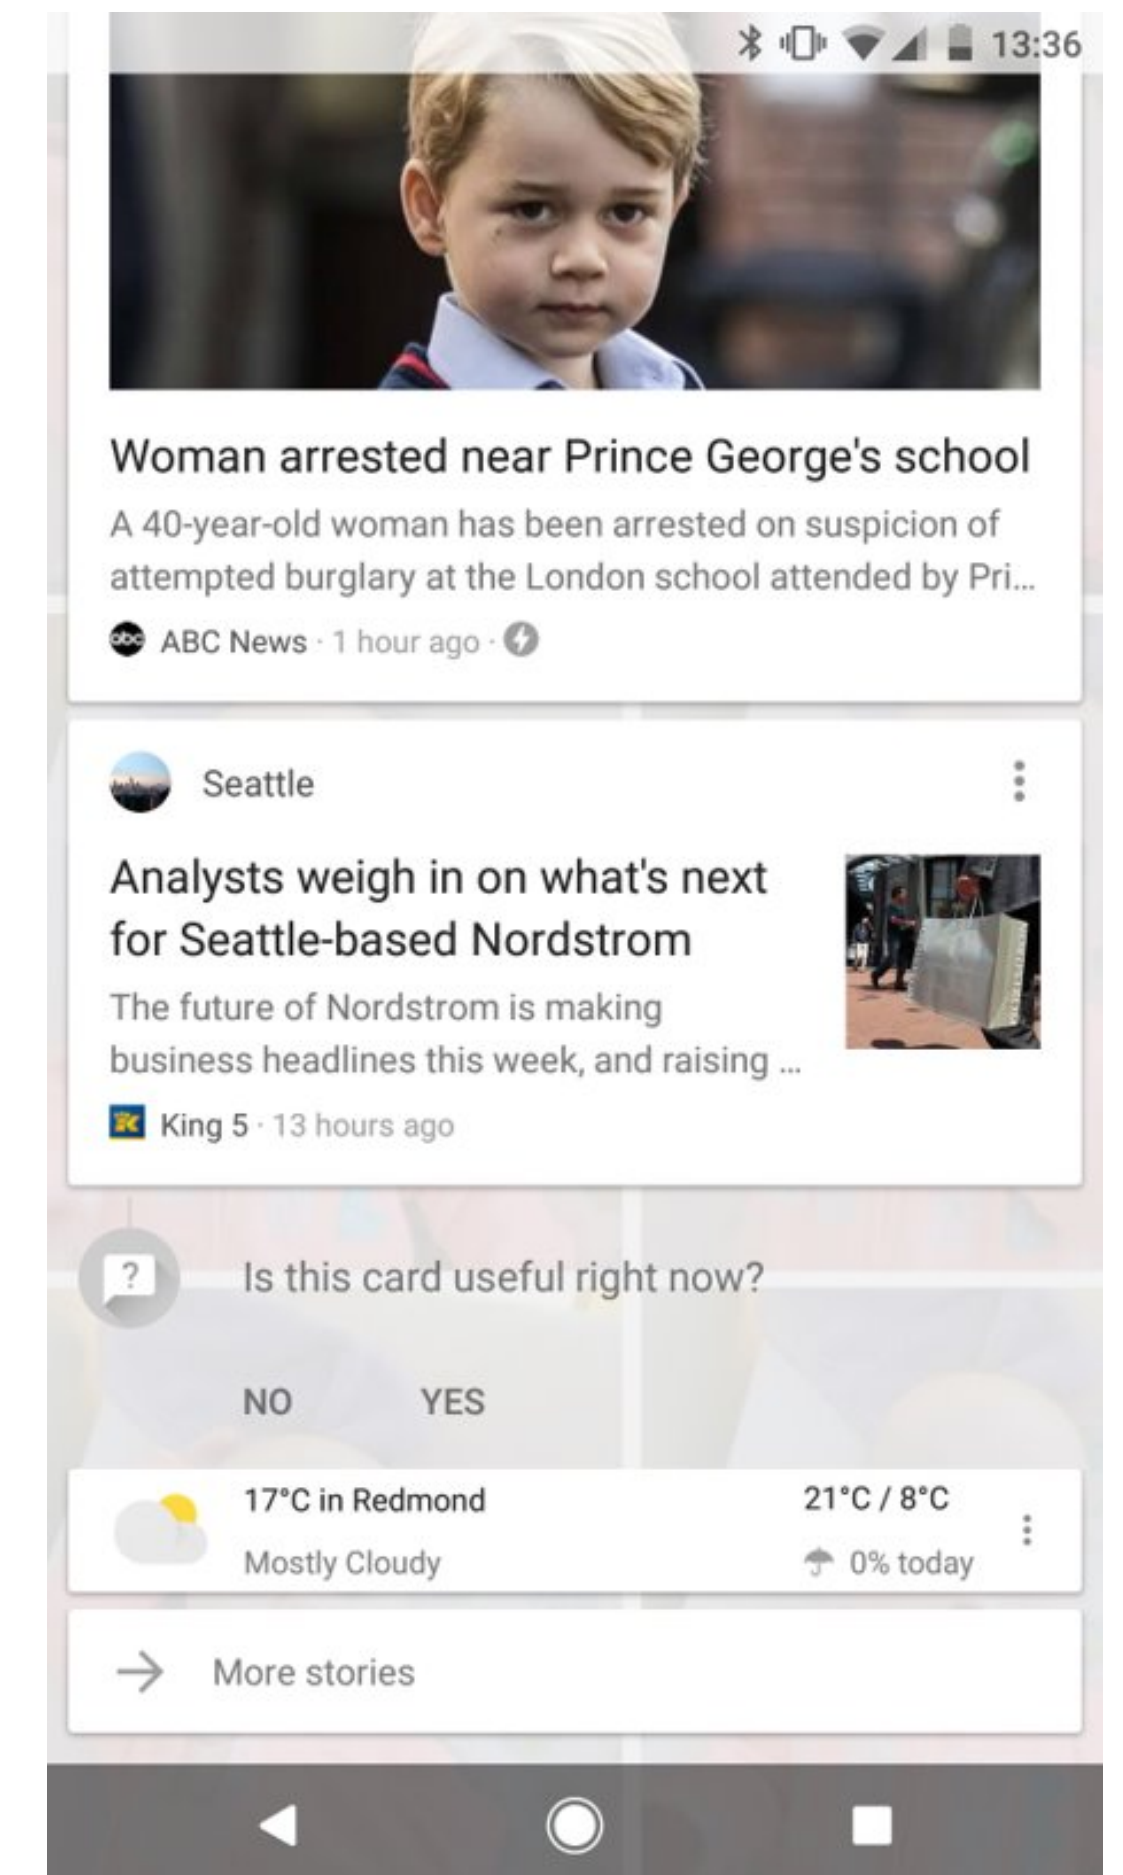 13:36
Woman arrested near Prince George's school
A 40-year-old woman has been arrested on suspicion of
attempted burglary at the London school attended by Pri...
abc ABC News · 1 hour ago ·
Seattle
Analysts weigh in on what's next
for Seattle-based Nordstrom
The future of Nordstrom is making
business headlines this week, and raising ...
King 5 · 13 hours ago
? Is this card useful right now?
NO YES
17°C in Redmond 21°C / 8°C
Mostly Cloudy 0% today
More stories